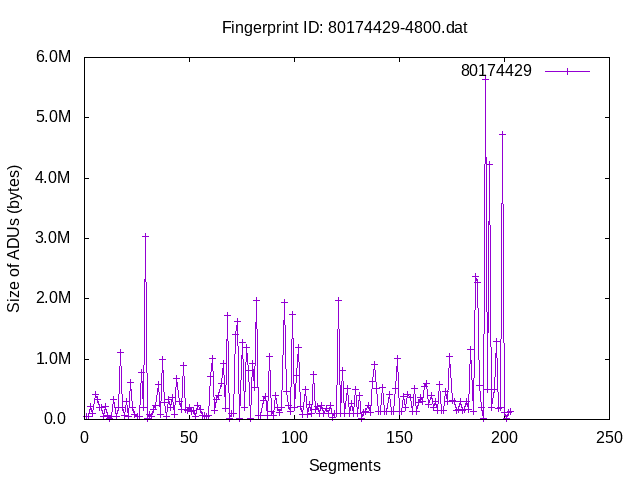 Fingerprint ID: 80174429-4800.dat
80174429
Size of ADUs (bytes)
6.0M
5.0M
4.0M
3.0M
2.0M
1.0M
0.0
0 50 100 150 200 250
Segments